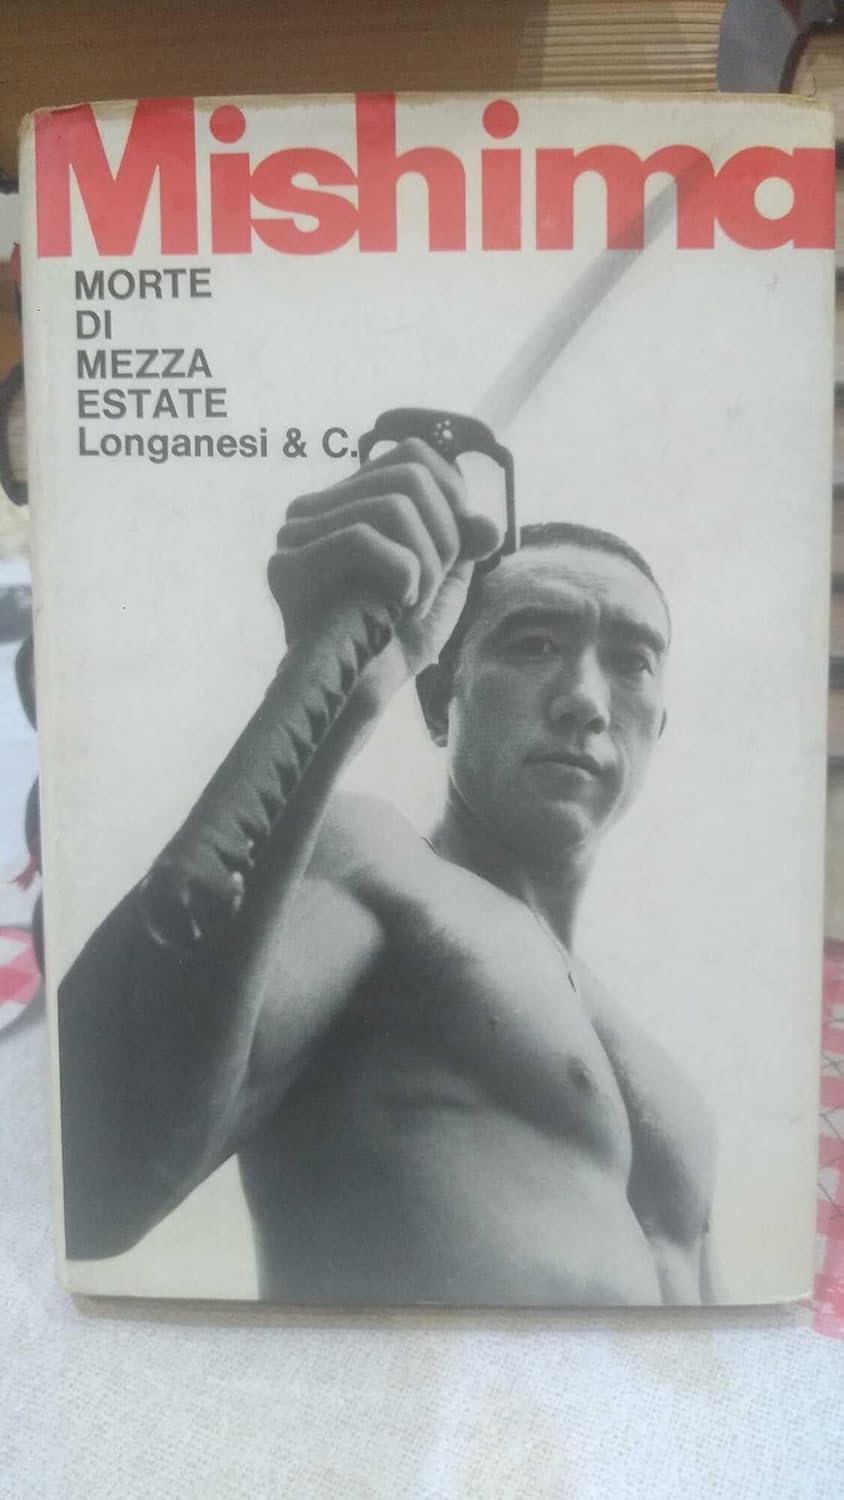 Mishima
MORTE
DI
MEZZA
ESTATE
Longanesi & C.